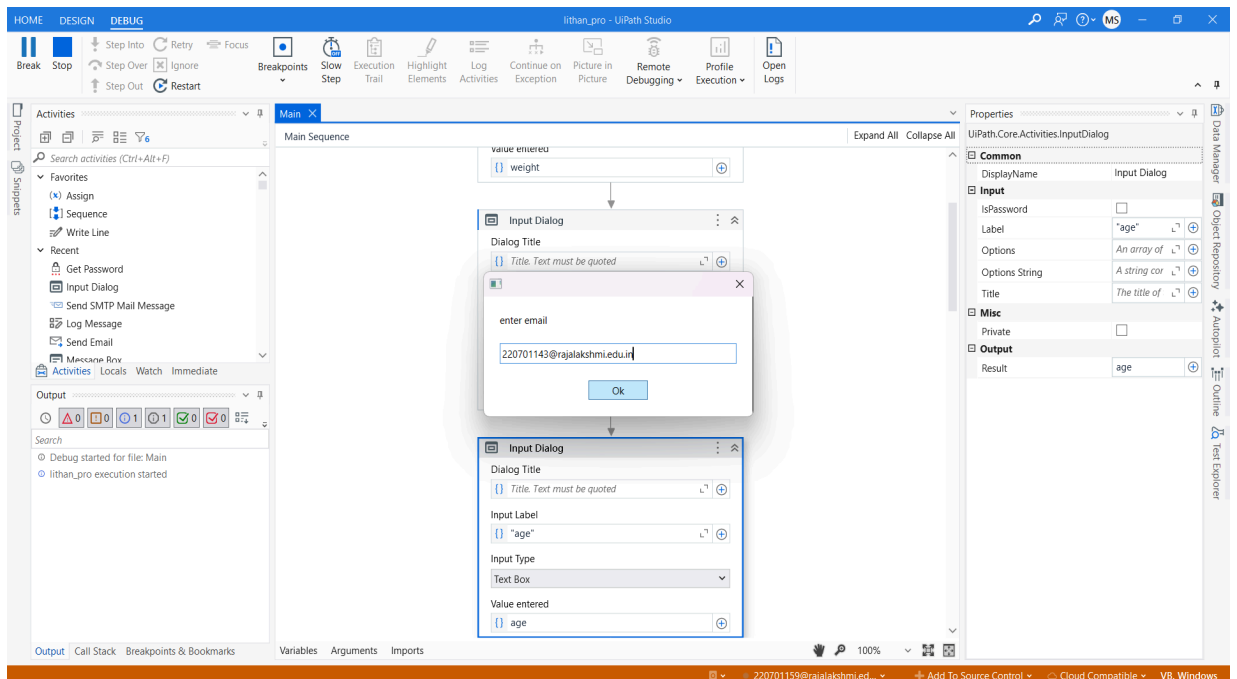 HOME DESIGN DEBUG lithan_pro - UiPath Studio MS
Break Stop Step Into Retry Focus
Step Over Ignore
Step Out Restart
Breakpoints Slow Step Execution Trail Highlight Elements Log Activities Continue on Exception Picture in Picture Remote Debugging Profile Execution Open Logs
Project
Snippets
Activities
Search activities (Ctrl+Alt+F)
Favorites
Assign
Sequence
Write Line
Recent
Get Password
Input Dialog
Send SMTP Mail Message
Log Message
Send Email
Message Box
Activities Locals Watch Immediate
Output
0 0 1 1 0 0
Search
Debug started for file: Main
lithan_pro execution started
Output Call Stack Breakpoints & Bookmarks
Main
Main Sequence Expand All Collapse All
Value entered
weight
Input Dialog
Dialog Title
Title. Text must be quoted
enter email
220701143@rajalakshmi.edu.in
Ok
Input Dialog
Dialog Title
Title. Text must be quoted
Input Label
"age"
Input Type
Text Box
Value entered
age
Variables Arguments Imports 100%
Properties
UiPath.Core.Activities.InputDialog
Common
DisplayName Input Dialog
Input
IsPassword
Label "age"
Options An array of
Options String A string cor
Title The title of
Misc
Private
Output
Result age
Data Manager
Object Repository
Autopilot
Outline
Test Explorer
220701159@rajalakshmi.ed... Add To Source Control Cloud Compatible VB, Windows